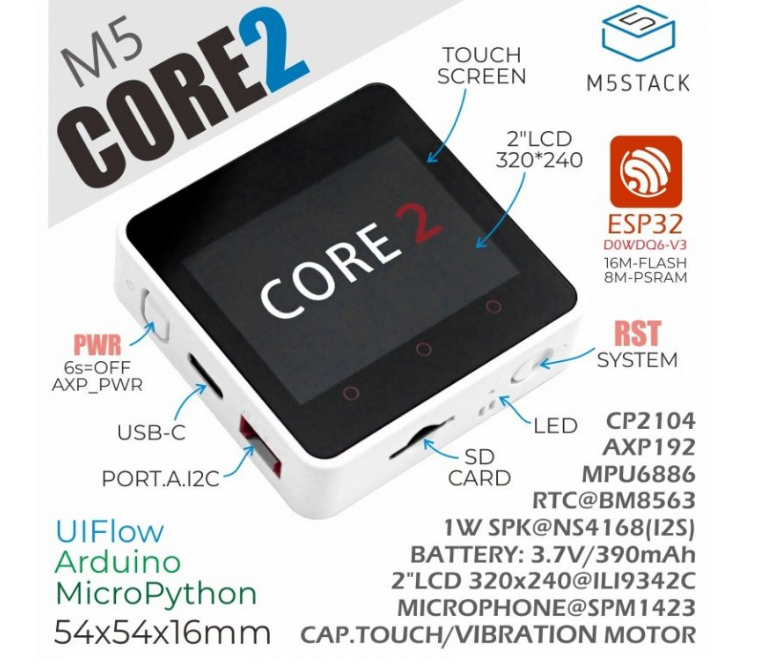 M5
CORE2
TOUCH
SCREEN
2"LCD
320*240
5
M5STACK
ESP32
D0WDQ6-V3
16M-FLASH
8M-PSRAM
CORE 2
PWR
6s=OFF
AXP_PWR
USB-C
PORT.A.I2C
RST
SYSTEM
LED
SD
CARD
UIFlow
Arduino
MicroPython
54x54x16mm
CP2104
AXP192
MPU6886
RTC@BM8563
1W SPK@NS4168(I2S)
BATTERY: 3.7V/390mAh
2"LCD 320x240@ILI9342C
MICROPHONE@SPM1423
CAP.TOUCH/VIBRATION MOTOR